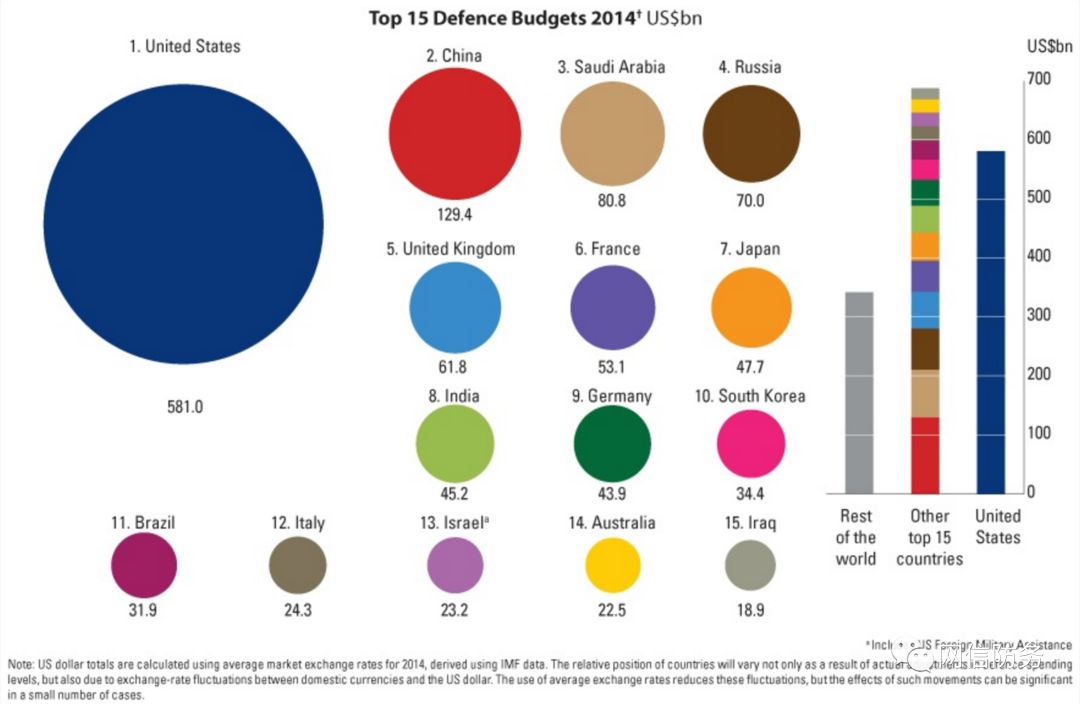 Top 15 Defence Budgets 2014† US$bn
1. United States
581.0
2. China
129.4
3. Saudi Arabia
80.8
4. Russia
70.0
5. United Kingdom
61.8
6. France
53.1
7. Japan
47.7
8. India
45.2
9. Germany
43.9
10. South Korea
34.4
11. Brazil
31.9
12. Italy
24.3
13. Israelᵃ
23.2
14. Australia
22.5
15. Iraq
18.9
US$bn
700
600
500
400
300
200
100
0
Rest
of the
world
Other
top 15
countries
United
States
ᵃ US Foreign Military Assistance
Note: US dollar totals are calculated using average market exchange rates for 2014, derived using IMF data. The relative position of countries will vary not only as a result of actual spending
levels, but also due to exchange-rate fluctuations between domestic currencies and the US dollar. The use of average exchange rates reduces these fluctuations, but the effects of such movements can be significant
in a small number of cases.
网信防务